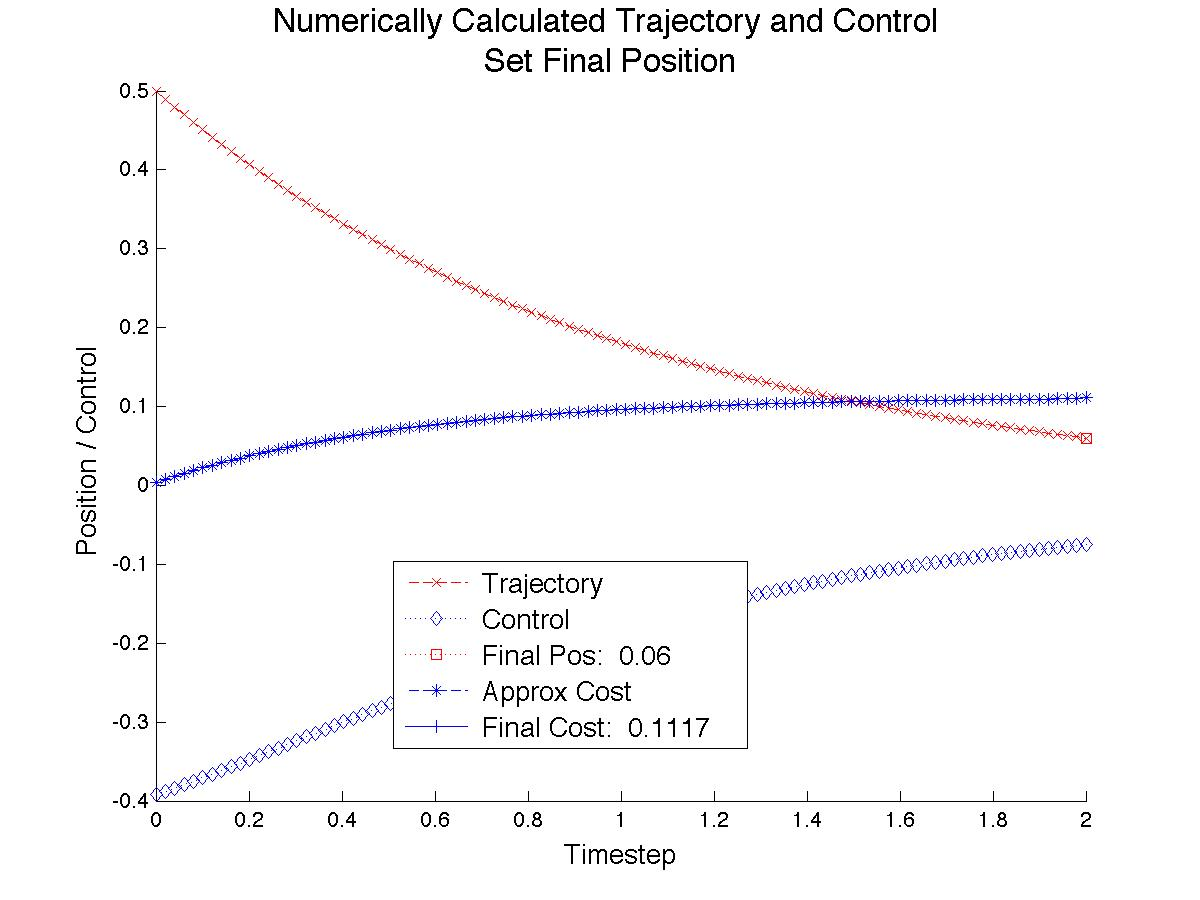 Numerically Calculated Trajectory and Control
Set Final Position
0.5
0.4
0.3
0.2
0.1
0
-0.1
-0.2
-0.3
-0.4
Position / Control
Trajectory
Control
Final Pos:  0.06
Approx Cost
Final Cost:  0.1117
0 0.2 0.4 0.6 0.8 1 1.2 1.4 1.6 1.8 2
Timestep